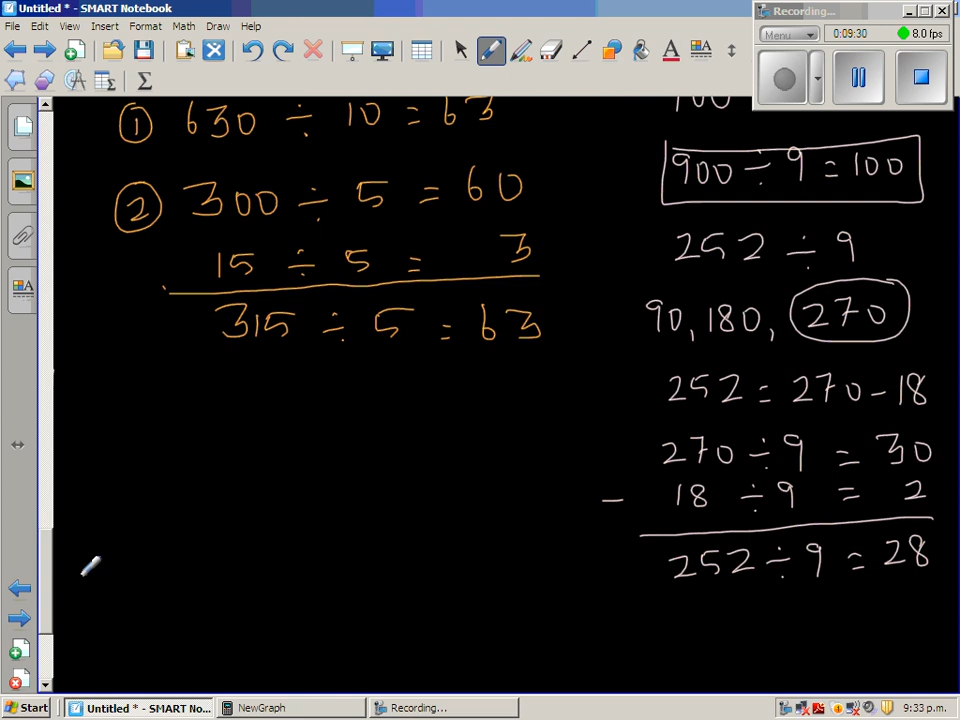 Untitled * - SMART Notebook
Recording...
File Edit View Insert Format Math Draw Help
Menu
0:09:30
8.0 fps
① 630 ÷ 10 = 63
② 300 ÷ 5 = 60
15 ÷ 5 = 3
315 ÷ 5 = 63
100
900 ÷ 9 = 100
252 ÷ 9
90, 180, 270
252 = 270 - 18
270 ÷ 9 = 30
- 18 ÷ 9 = 2
252 ÷ 9 = 28
Start
Untitled * - SMART No...
NewGraph
Recording...
9:33 p.m.